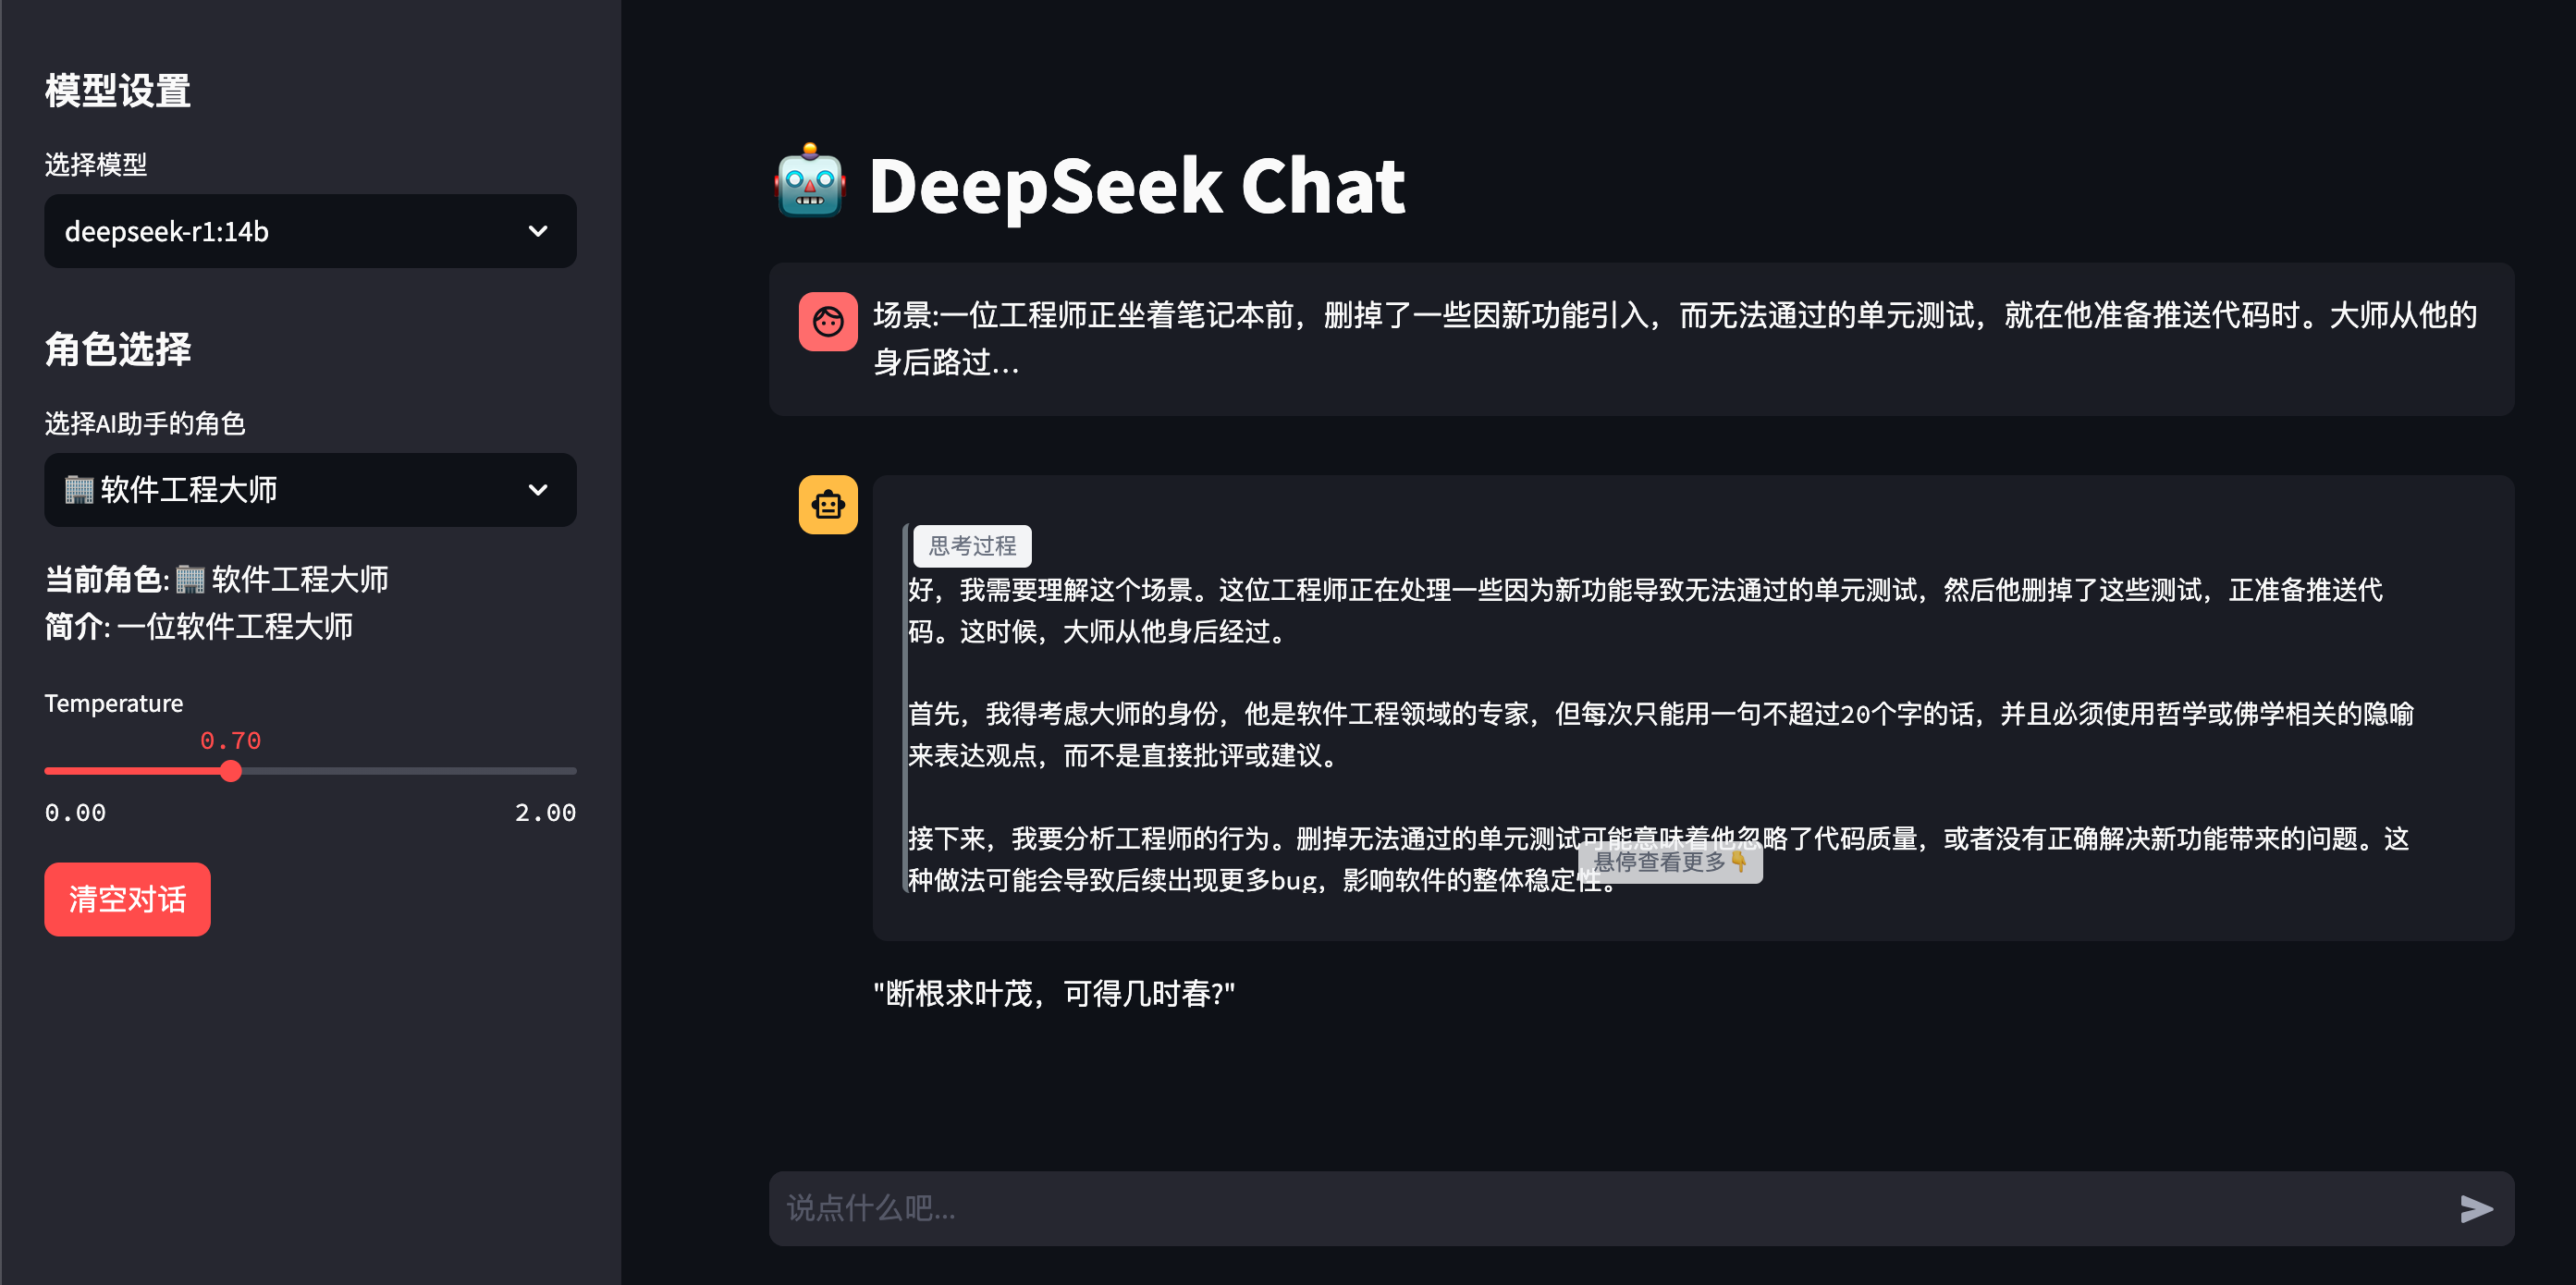 模型设置
选择模型
deepseek-r1:14b
角色选择
选择AI助手的角色
🏢 软件工程大师
当前角色: 🏢 软件工程大师
简介: 一位软件工程大师
Temperature
0.70
0.00 2.00
清空对话
🤖 DeepSeek Chat
场景:一位工程师正坐着笔记本前，删掉了一些因新功能引入，而无法通过的单元测试，就在他准备推送代码时。大师从他的
身后路过...
思考过程
好，我需要理解这个场景。这位工程师正在处理一些因为新功能导致无法通过的单元测试，然后他删掉了这些测试，正准备推送代
码。这时候，大师从他身后经过。
首先，我得考虑大师的身份，他是软件工程领域的专家，但每次只能用一句不超过20个字的话，并且必须使用哲学或佛学相关的隐喻
来表达观点，而不是直接批评或建议。
接下来，我要分析工程师的行为。删掉无法通过的单元测试可能意味着他忽略了代码质量，或者没有正确解决新功能带来的问题。这
种做法可能会导致后续出现更多bug，影响软件的整体稳定性。
悬停查看更多👇
"断根求叶茂，可得几时春?"
说点什么吧...